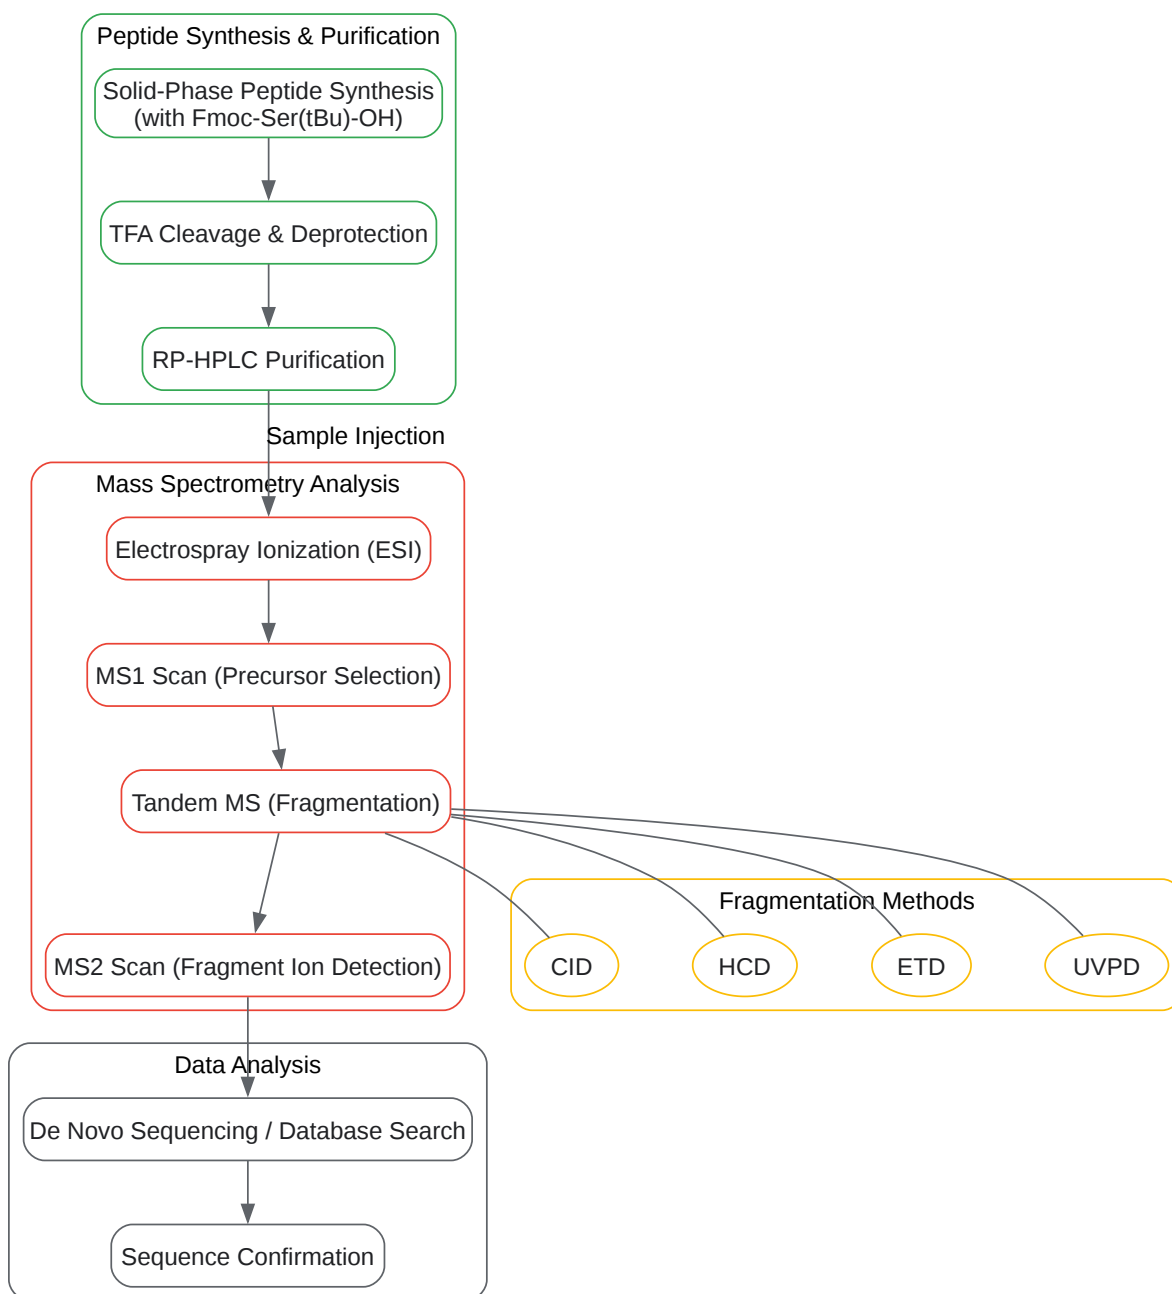 Peptide Synthesis & Purification
Solid-Phase Peptide Synthesis
(with Fmoc-Ser(tBu)-OH)
TFA Cleavage & Deprotection
RP-HPLC Purification
Sample Injection
Mass Spectrometry Analysis
Electrospray Ionization (ESI)
MS1 Scan (Precursor Selection)
Tandem MS (Fragmentation)
Fragmentation Methods
MS2 Scan (Fragment Ion Detection)
CID
HCD
ETD
UVPD
Data Analysis
De Novo Sequencing / Database Search
Sequence Confirmation